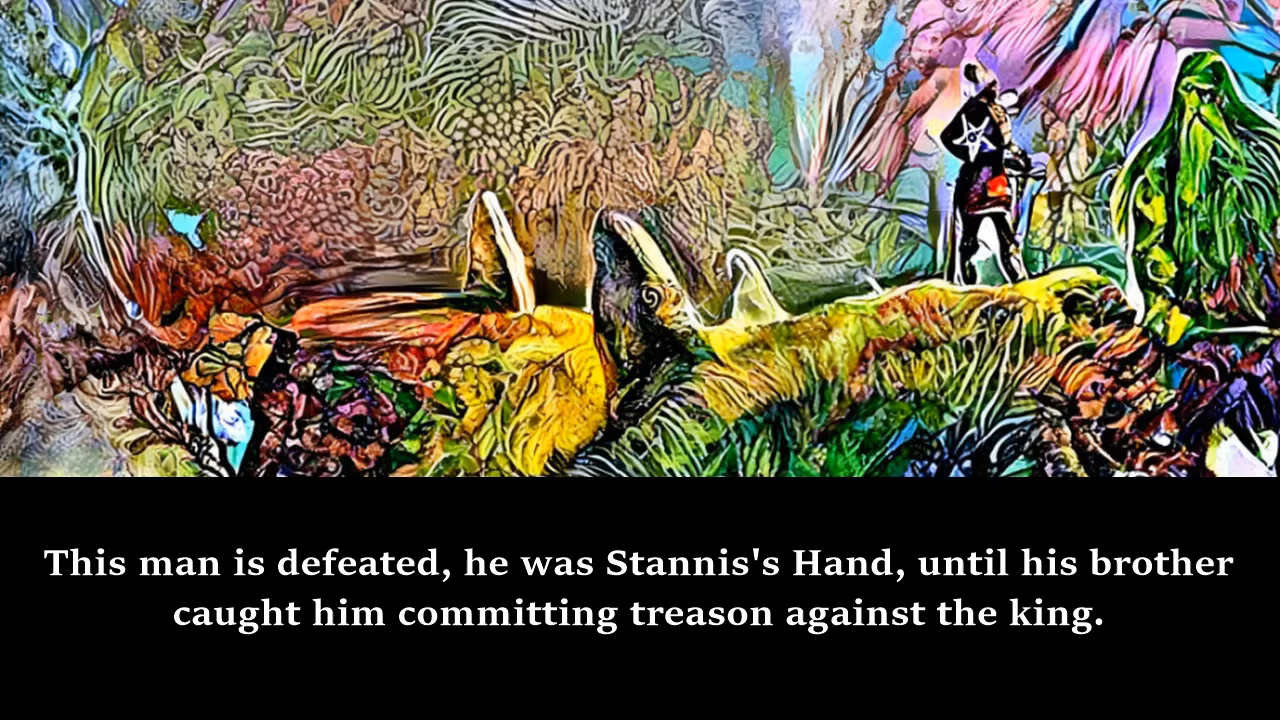 This man is defeated, he was Stannis's Hand, until his brother
caught him committing treason against the king.